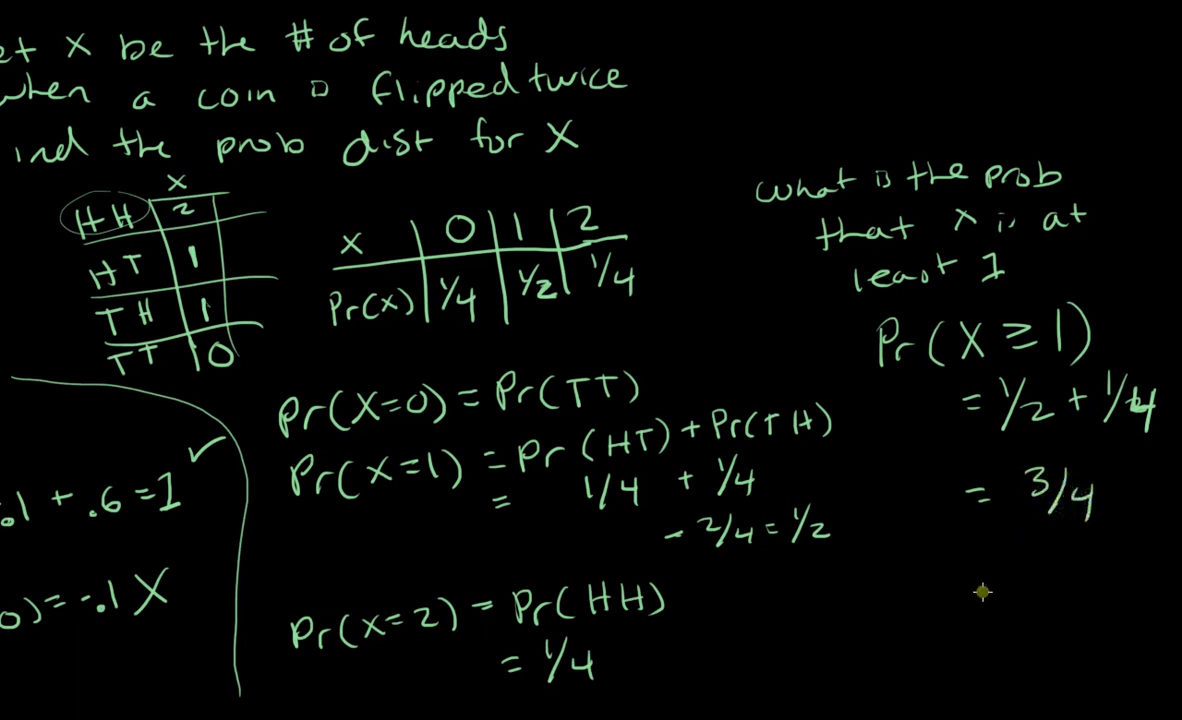 et X be the # of heads
when a coin is flipped twice
ind the prob dist for X
X
HH 2
HT 1
TH 1
TT 0
X 0 1 2
Pr(X) 1/4 1/2 1/4
Pr(X=0) = Pr(TT)
Pr(X=1) = Pr(HT) + Pr(TH)
= 1/4 + 1/4
= 2/4 = 1/2
Pr(X=2) = Pr(HH)
= 1/4
what is the prob
that X is at
least 1
Pr(X ≥ 1)
= 1/2 + 1/4
= 3/4
.1 + .6 = 1 ✓
0) = -.1 X